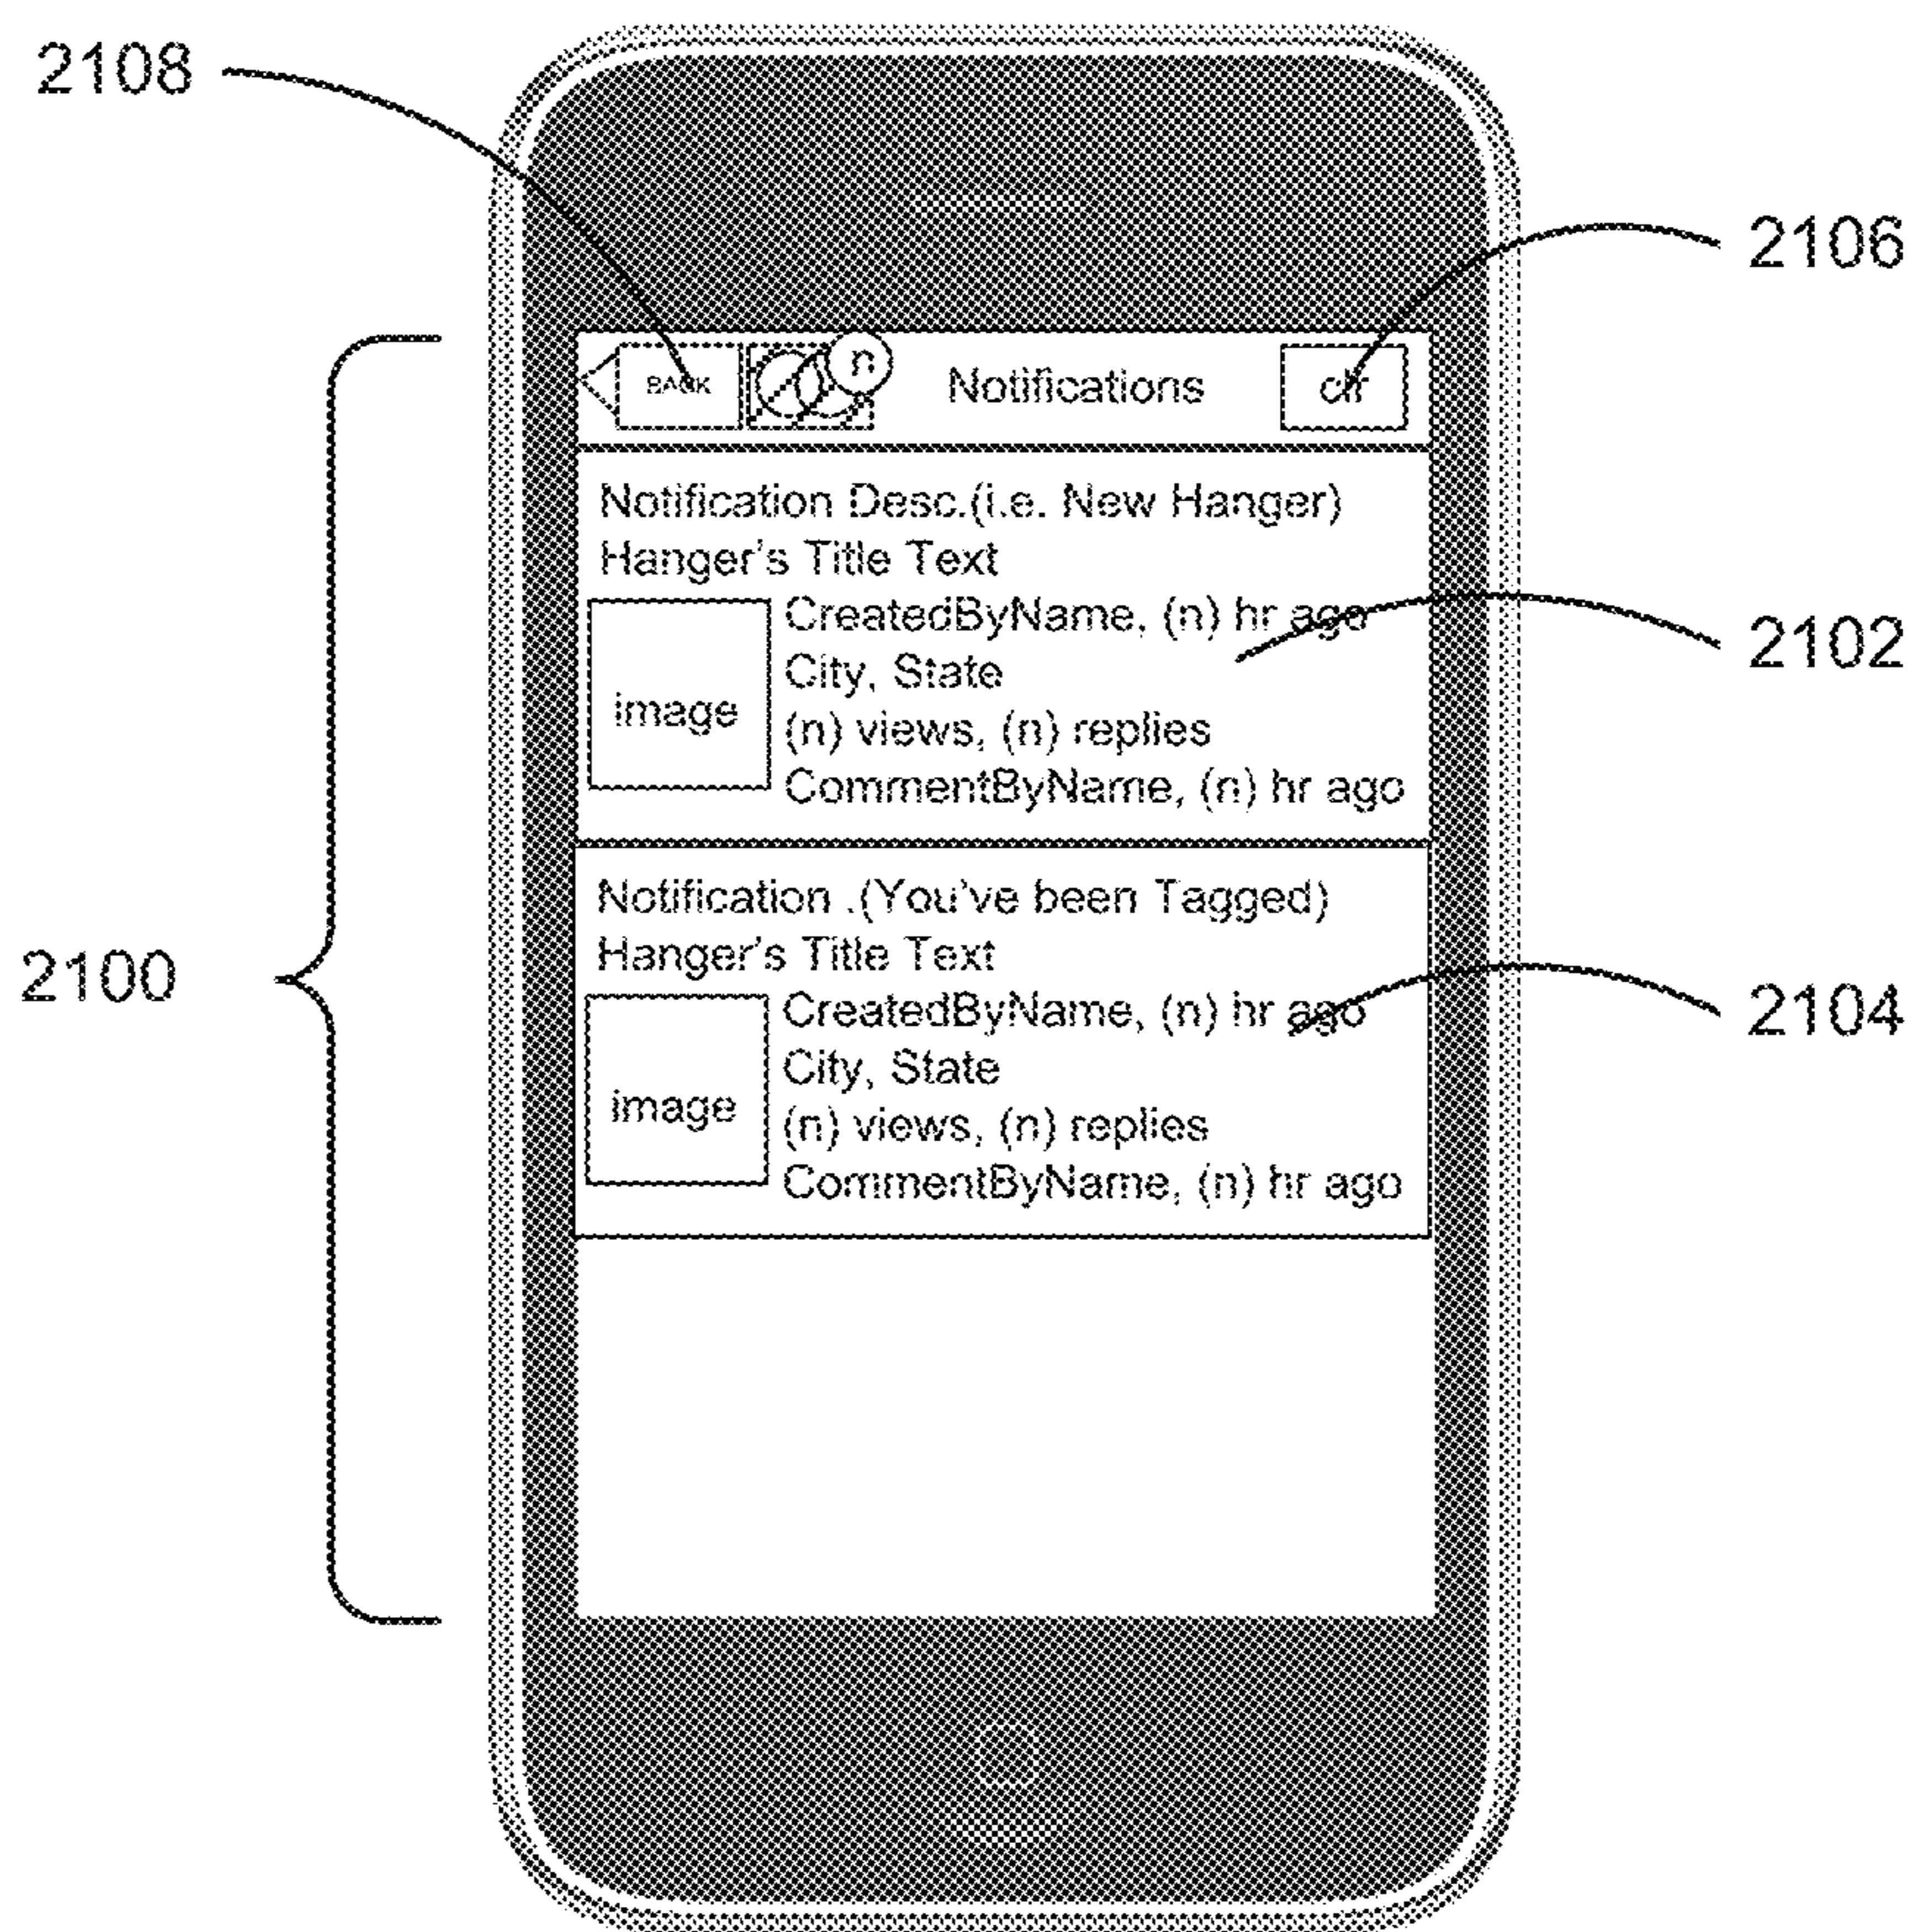 2108
2106
BACK n Notifications clr
Notification Desc.(i.e. New Hanger)
Hanger's Title Text
image
CreatedByName, (n) hr ago
City, State
(n) views, (n) replies
CommentByName, (n) hr ago
2102
Notification .(You've been Tagged)
Hanger's Title Text
image
CreatedByName, (n) hr ago
City, State
(n) views, (n) replies
CommentByName, (n) hr ago
2100
2104